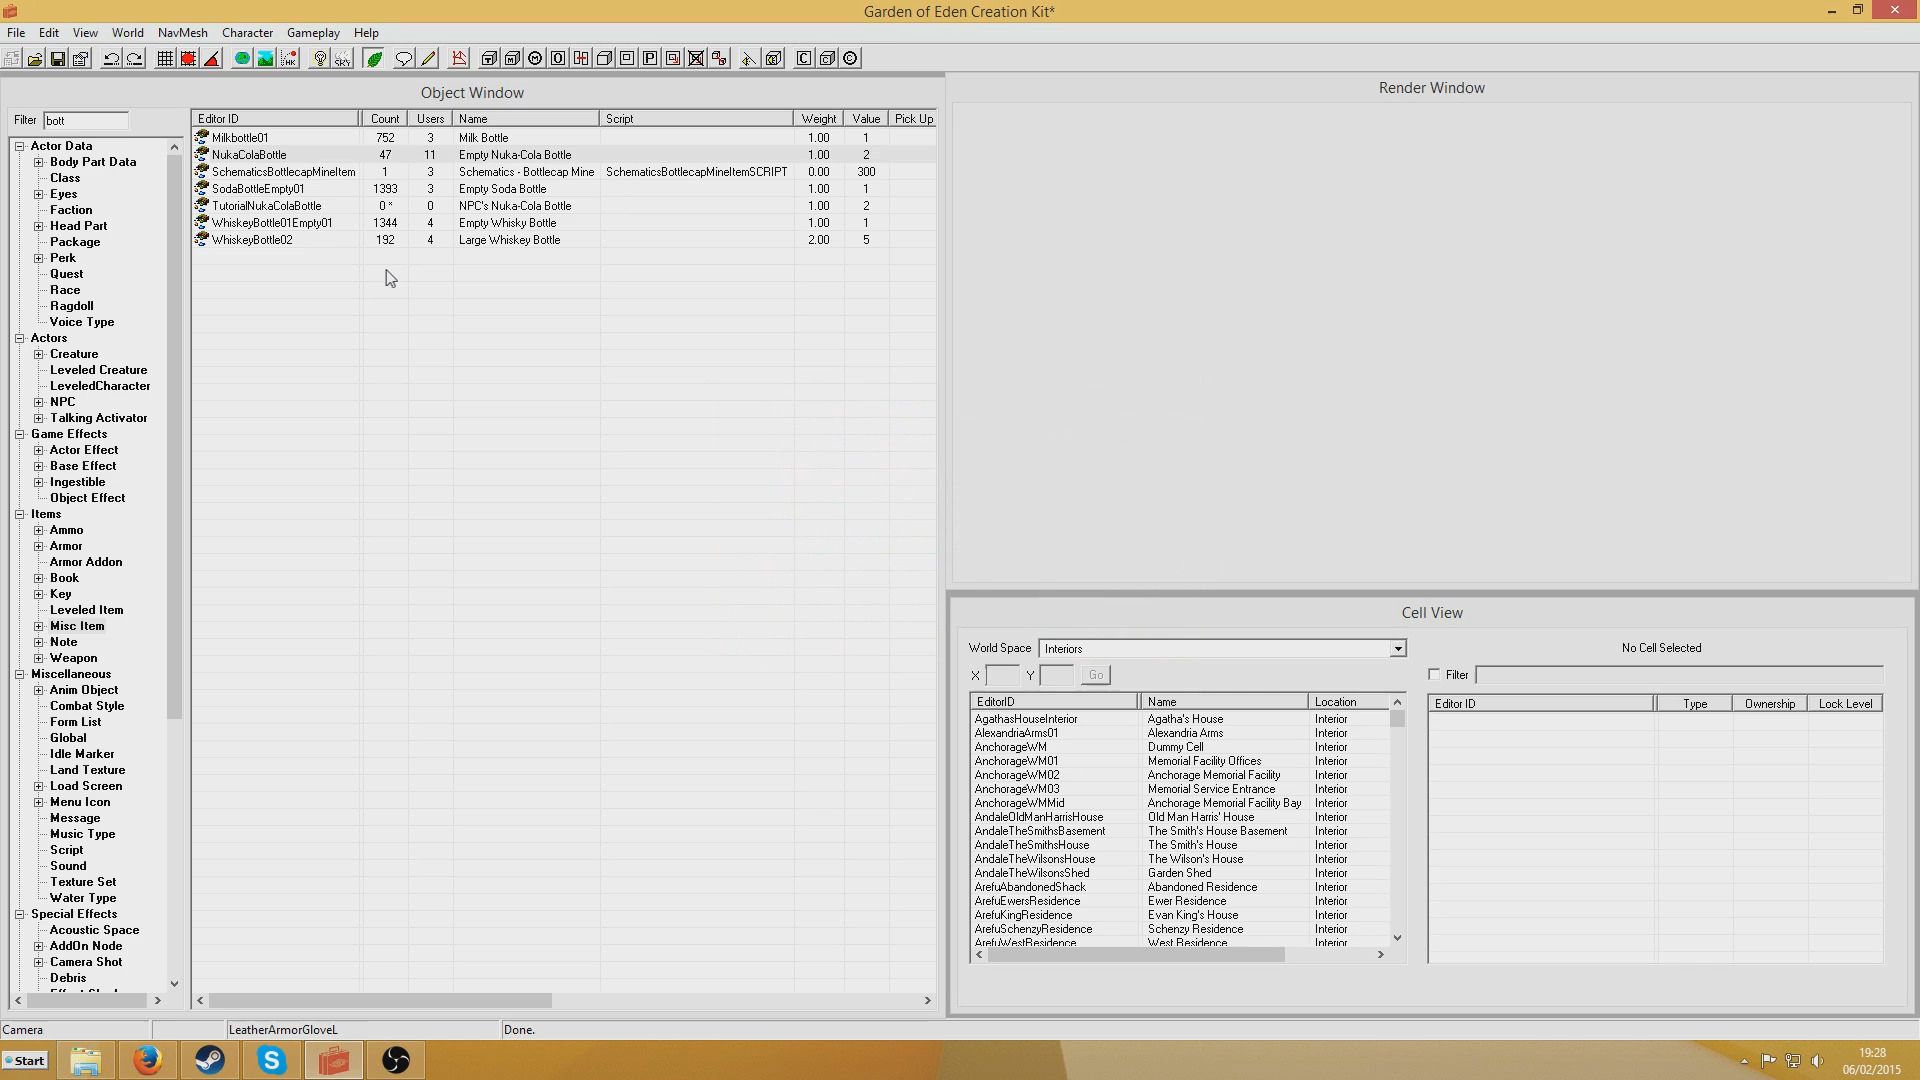 Garden of Eden Creation Kit*
File Edit View World NavMesh Character Gameplay Help
Object Window
Filter bott
Actor Data
Body Part Data
Class
Eyes
Faction
Head Part
Package
Perk
Quest
Race
Ragdoll
Voice Type
Actors
Creature
Leveled Creature
LeveledCharacter
NPC
Talking Activator
Game Effects
Actor Effect
Base Effect
Ingestible
Object Effect
Items
Ammo
Armor
Armor Addon
Book
Key
Leveled Item
Misc Item
Note
Weapon
Miscellaneous
Anim Object
Combat Style
Form List
Global
Idle Marker
Land Texture
Load Screen
Menu Icon
Message
Music Type
Script
Sound
Texture Set
Water Type
Special Effects
Acoustic Space
AddOn Node
Camera Shot
Debris
Editor ID Count Users Name Script Weight Value Pick Up
Milkbottle01 752 3 Milk Bottle 1.00 1
NukaColaBottle 47 11 Empty Nuka-Cola Bottle 1.00 2
SchematicsBottlecapMineItem 1 3 Schematics - Bottlecap Mine SchematicsBottlecapMineItemSCRIPT 0.00 300
SodaBottleEmpty01 1393 3 Empty Soda Bottle 1.00 1
TutorialNukaColaBottle 0 * 0 NPC's Nuka-Cola Bottle 1.00 2
WhiskeyBottle01Empty01 1344 4 Empty Whisky Bottle 1.00 1
WhiskeyBottle02 192 4 Large Whiskey Bottle 2.00 5
Render Window
Cell View
World Space Interiors
X Y Go
EditorID Name Location
AgathasHouseInterior Agatha's House Interior
AlexandriaArms01 Alexandria Arms Interior
AnchorageWM Dummy Cell Interior
AnchorageWM01 Memorial Facility Offices Interior
AnchorageWM02 Anchorage Memorial Facility Interior
AnchorageWM03 Memorial Service Entrance Interior
AnchorageWMMid Anchorage Memorial Facility Bay Interior
AndaleOldManHarrisHouse Old Man Harris' House Interior
AndaleTheSmithsBasement The Smith's House Basement Interior
AndaleTheSmithsHouse The Smith's House Interior
AndaleTheWilsonsHouse The Wilson's House Interior
AndaleTheWilsonsShed Garden Shed Interior
ArefuAbandonedShack Abandoned Residence Interior
ArefuEwersResidence Ewer Residence Interior
ArefuKingResidence Evan King's House Interior
ArefuSchenzyResidence Schenzy Residence Interior
ArefuWestResidence West Residence Interior
No Cell Selected
Filter
Editor ID Type Ownership Lock Level
Camera LeatherArmorGloveL Done.
Start
19:28
06/02/2015